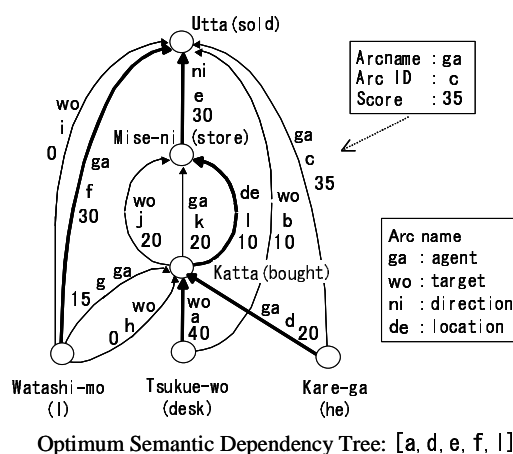 Utta (sold)
Arcname : ga
Arc ID : c
Score : 35
wo
i
0
ga
f
30
ni
e
30
ga
c
35
Mise-ni (store)
wo
j
20
ga
k
20
de
l
10
wo
b
10
Arc name
ga : agent
wo : target
ni : direction
de : location
Katta (bought)
15 g ga
0 h wo
wo
a
40
ga
d 20
Watashi-mo
(I)
Tsukue-wo
(desk)
Kare-ga
(he)
Optimum Semantic Dependency Tree: [a, d, e, f, l]